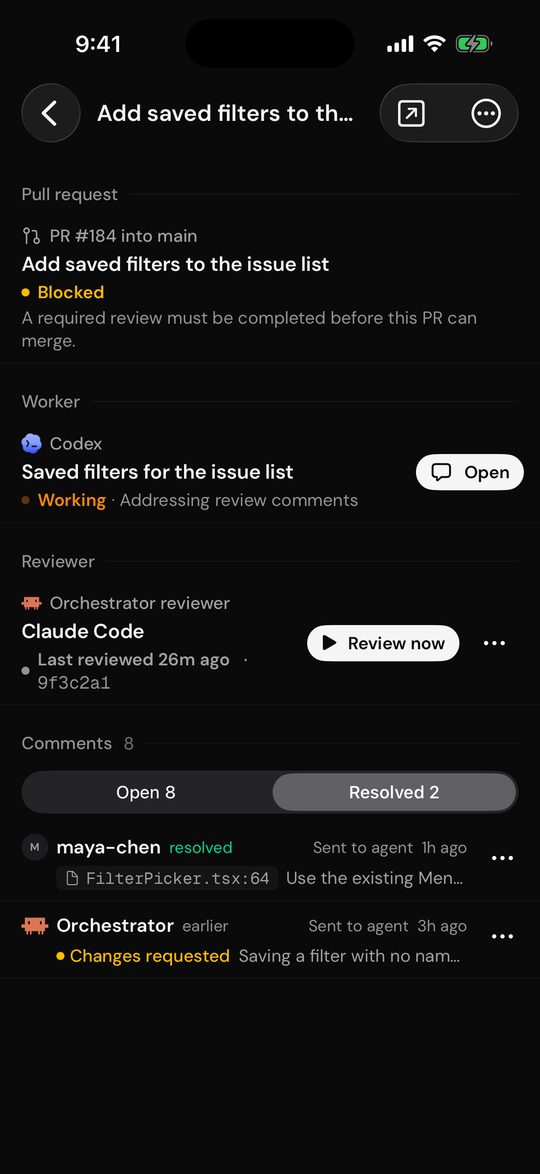 9:41
Add saved filters to th...
Pull request
PR #184 into main
Add saved filters to the issue list
Blocked
A required review must be completed before this PR can
merge.
Worker
Codex
Saved filters for the issue list
Open
Working · Addressing review comments
Reviewer
Orchestrator reviewer
Claude Code
Review now
Last reviewed 26m ago ·
9f3c2a1
Comments 8
Open 8
Resolved 2
M maya-chen resolved Sent to agent 1h ago
FilterPicker.tsx:64 Use the existing Men...
Orchestrator earlier Sent to agent 3h ago
Changes requested Saving a filter with no nam...